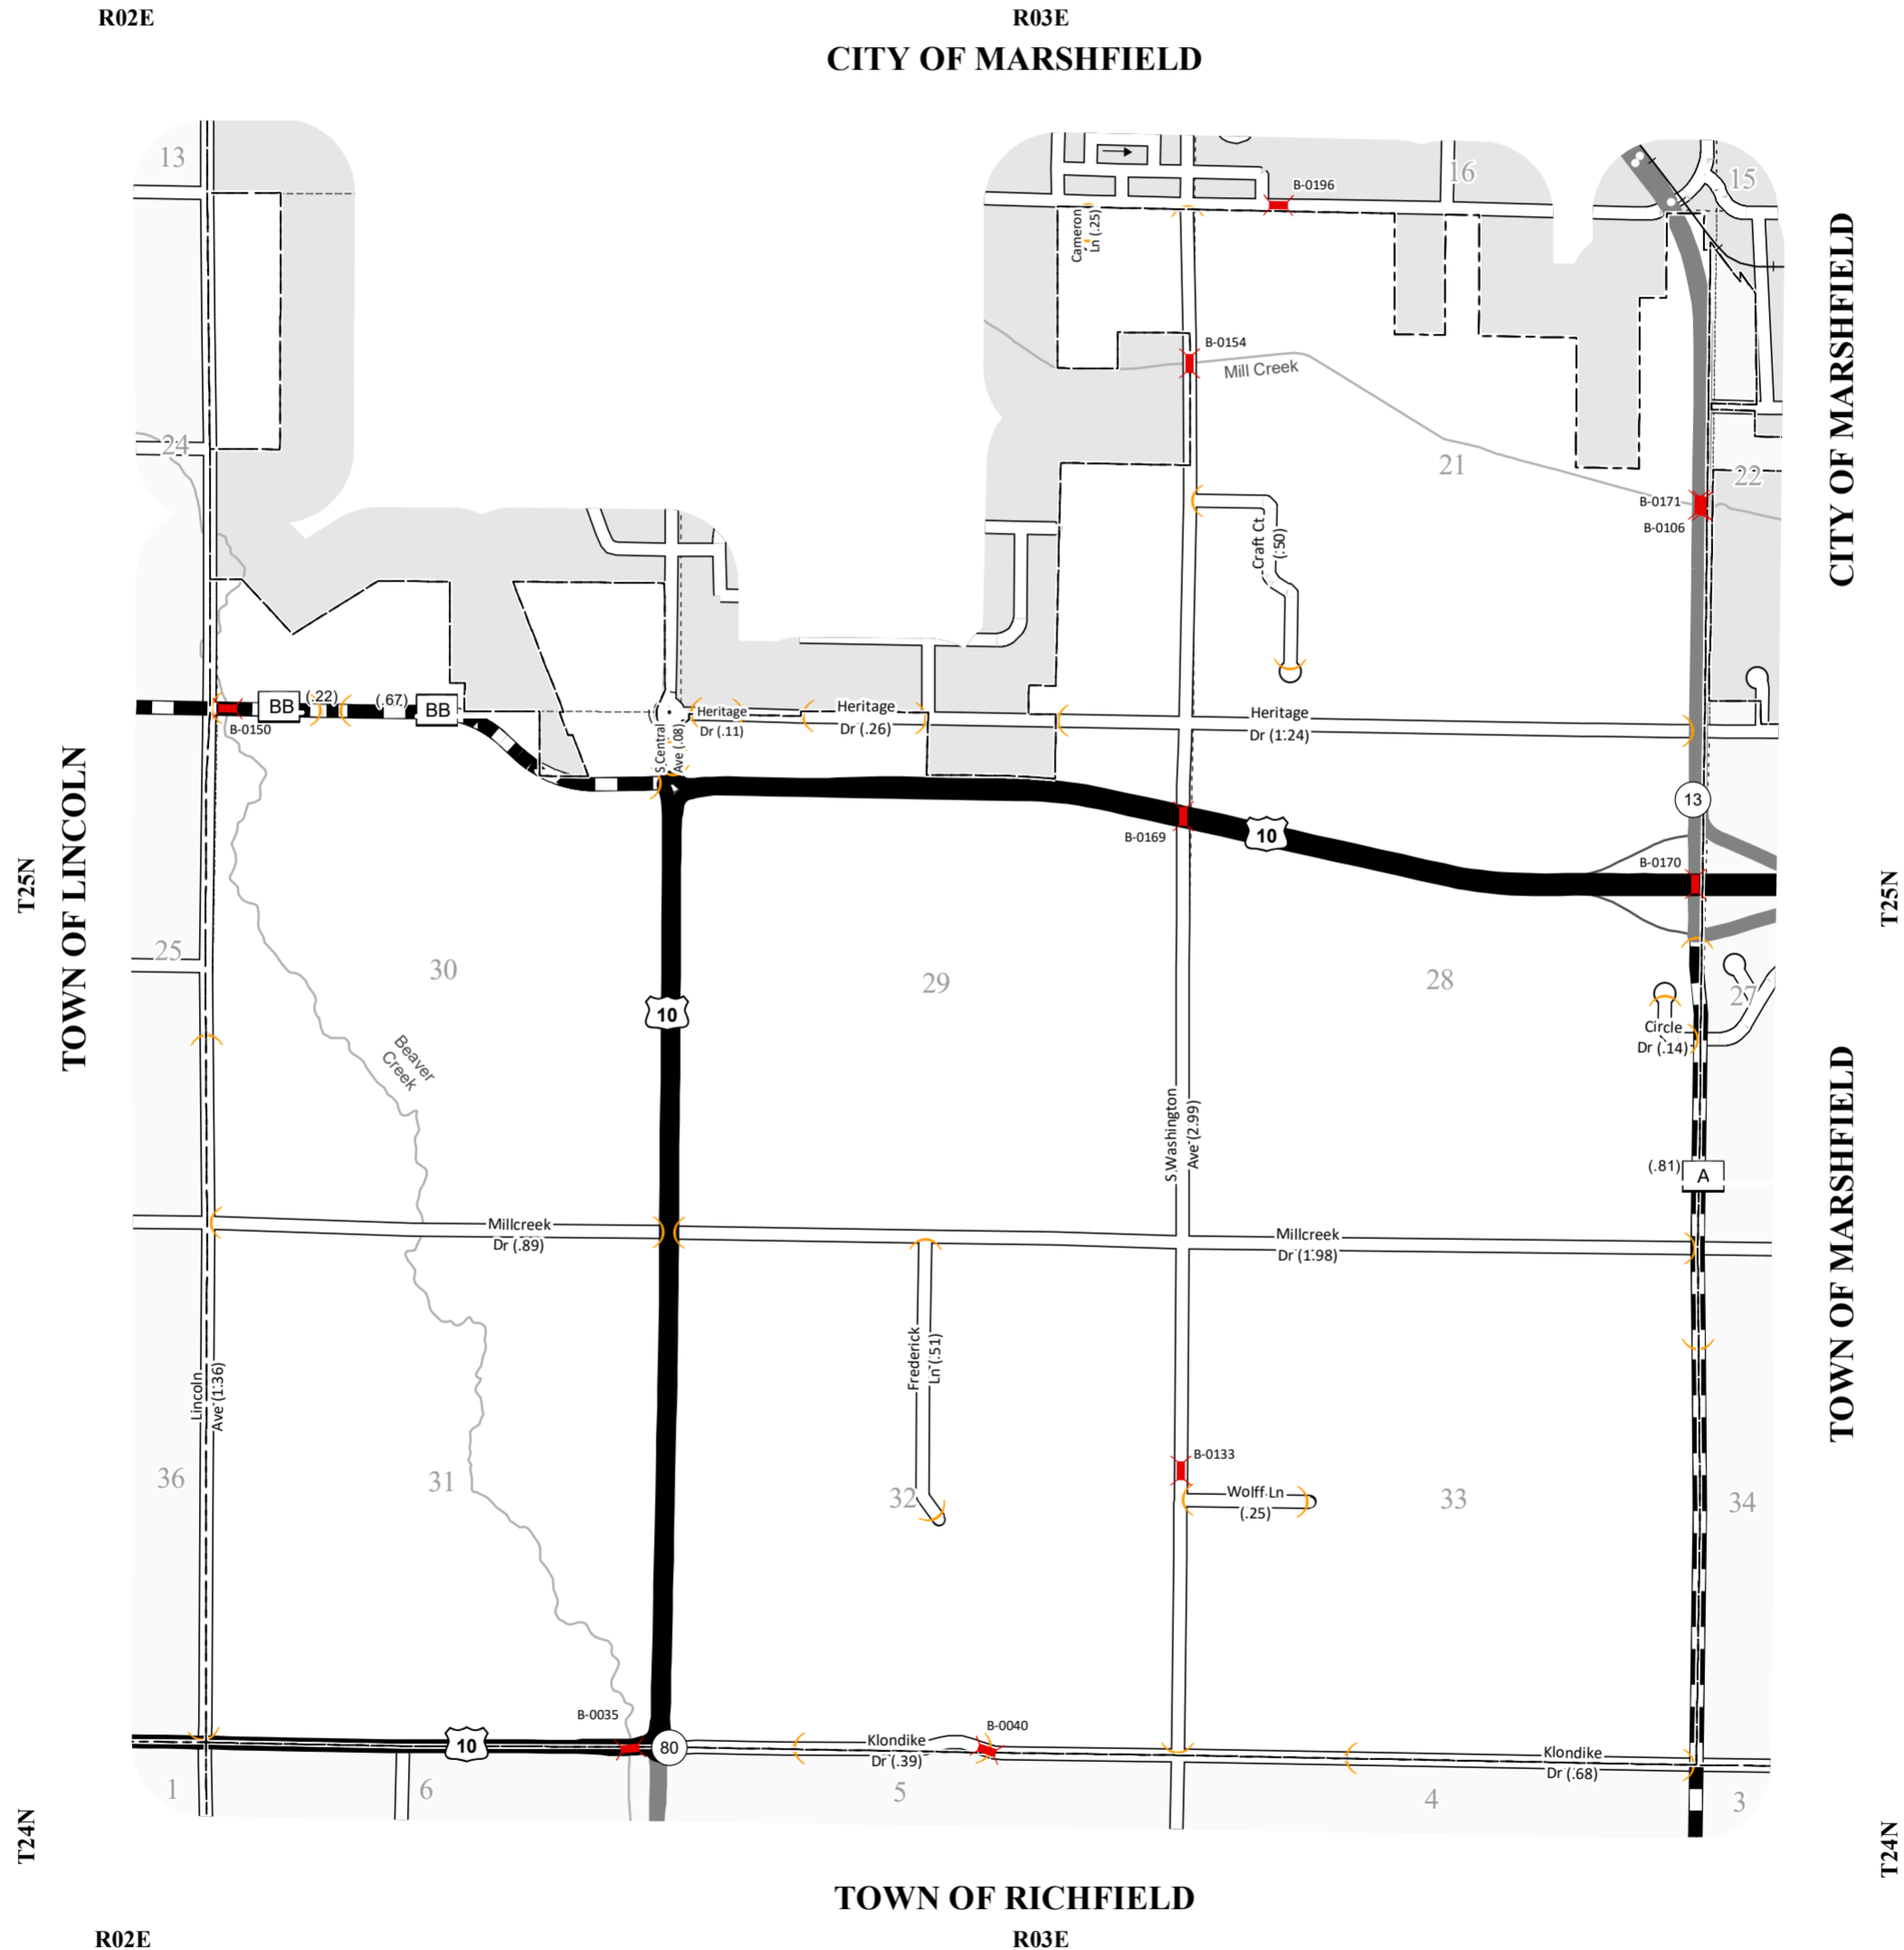 R02E
R03E
CITY OF MARSHFIELD
13
16
15
B-0196
Cameron
Ln (.25)
CITY OF MARSHFIELD
B-0154
Mill Creek
24
21
22
B-0171
B-0106
Craft Ct
(.50)
BB
(.22)
(.67)
BB
B-0150
S.Central
Ave (.08)
Heritage
Dr (.11)
Heritage
Dr (.26)
Heritage
Dr (1.24)
13
B-0169
10
B-0170
T25N
TOWN OF LINCOLN
T25N
25
30
29
28
27
10
Beaver
Creek
Circle
Dr (.14)
S.Washington
Ave (2.99)
(.81)
A
TOWN OF MARSHFIELD
Millcreek
Dr (.89)
Millcreek
Dr (1.98)
Frederick
Ln (.51)
Lincoln
Ave (1.36)
B-0133
36
31
32
Wolff Ln
(.25)
33
34
B-0035
10
80
Klondike
Dr (.39)
B-0040
Klondike
Dr (.68)
1
6
5
4
3
T24N
T24N
TOWN OF RICHFIELD
R02E
R03E